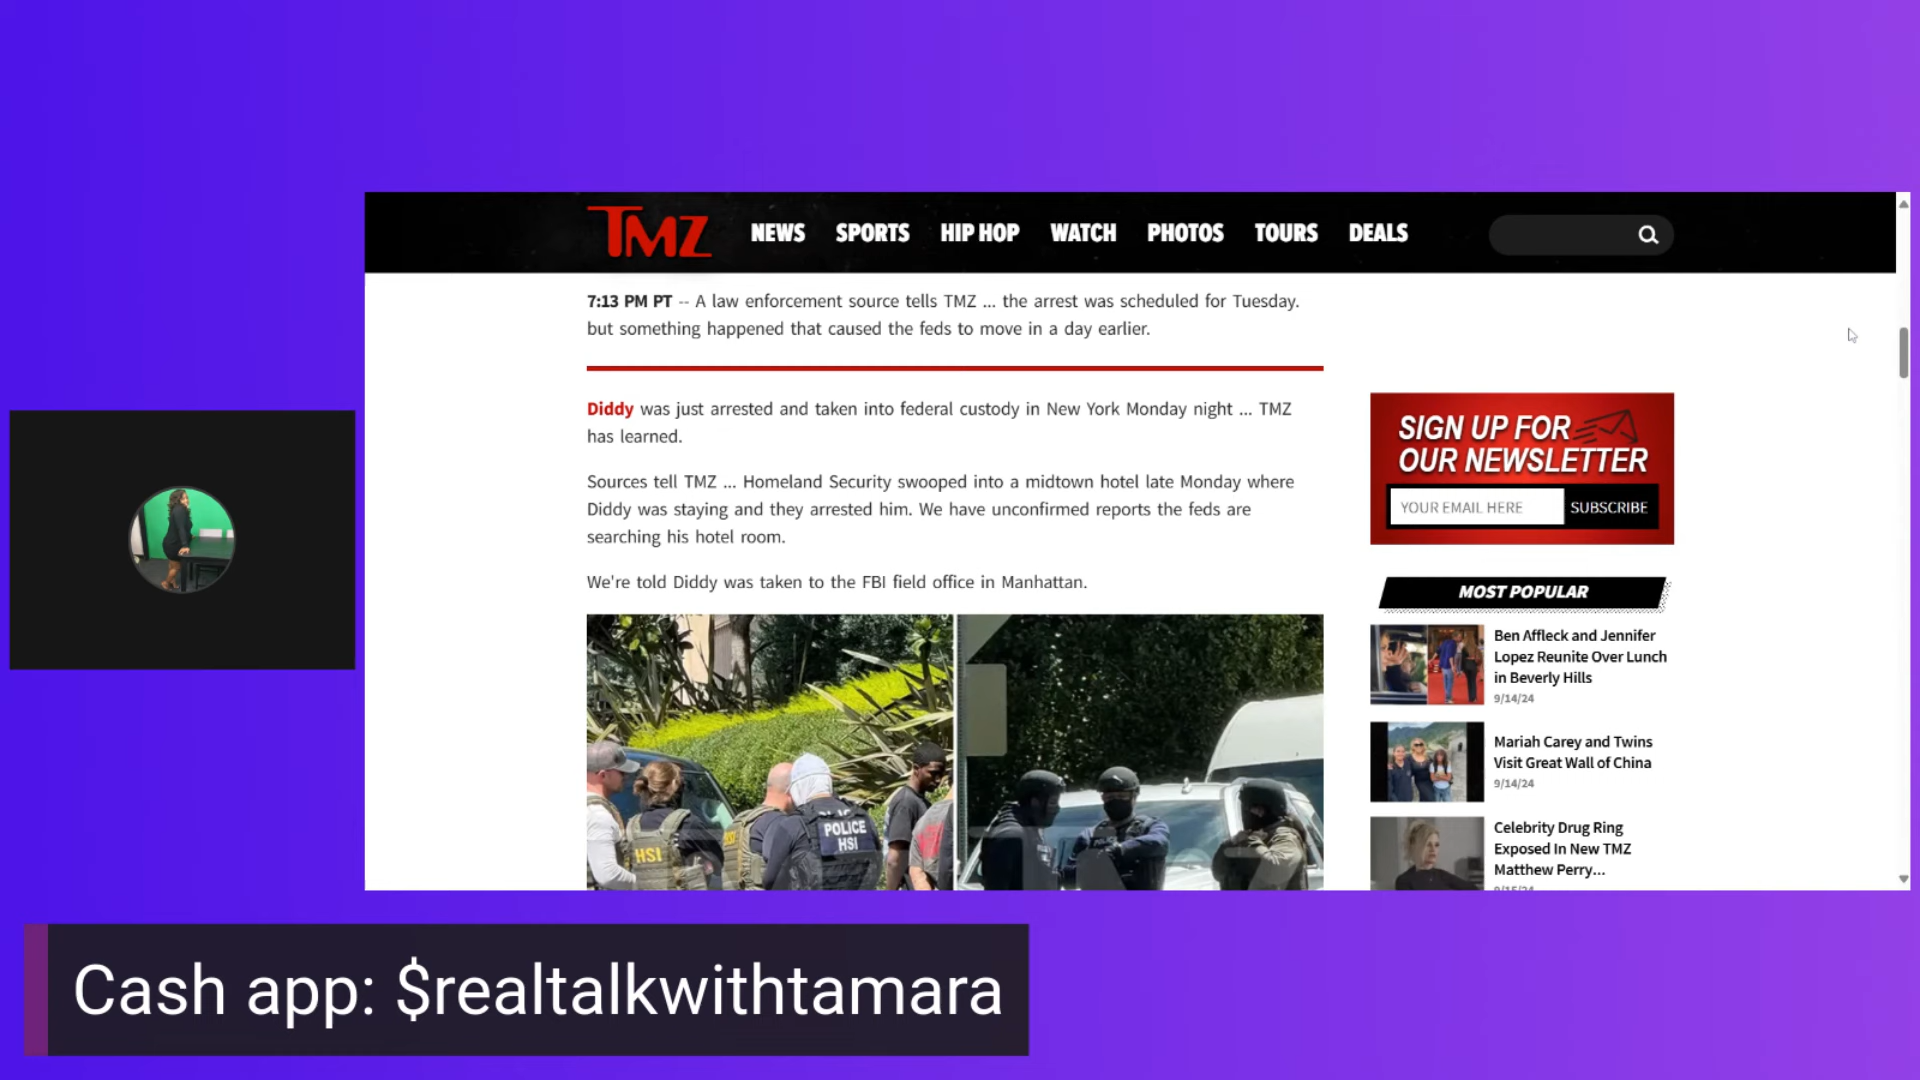 TMZ NEWS SPORTS HIP HOP WATCH PHOTOS TOURS DEALS
7:13 PM PT -- A law enforcement source tells TMZ ... the arrest was scheduled for Tuesday.
but something happened that caused the feds to move in a day earlier.
Diddy was just arrested and taken into federal custody in New York Monday night ... TMZ
has learned.
Sources tell TMZ ... Homeland Security swooped into a midtown hotel late Monday where
Diddy was staying and they arrested him. We have unconfirmed reports the feds are
searching his hotel room.
We're told Diddy was taken to the FBI field office in Manhattan.
HSI
HSI
POLICE
HSI
SIGN UP FOR
OUR NEWSLETTER
YOUR EMAIL HERE SUBSCRIBE
MOST POPULAR
Ben Affleck and Jennifer
Lopez Reunite Over Lunch
in Beverly Hills
9/14/24
Mariah Carey and Twins
Visit Great Wall of China
9/14/24
Celebrity Drug Ring
Exposed In New TMZ
Matthew Perry...
Cash app: $realtalkwithtamara